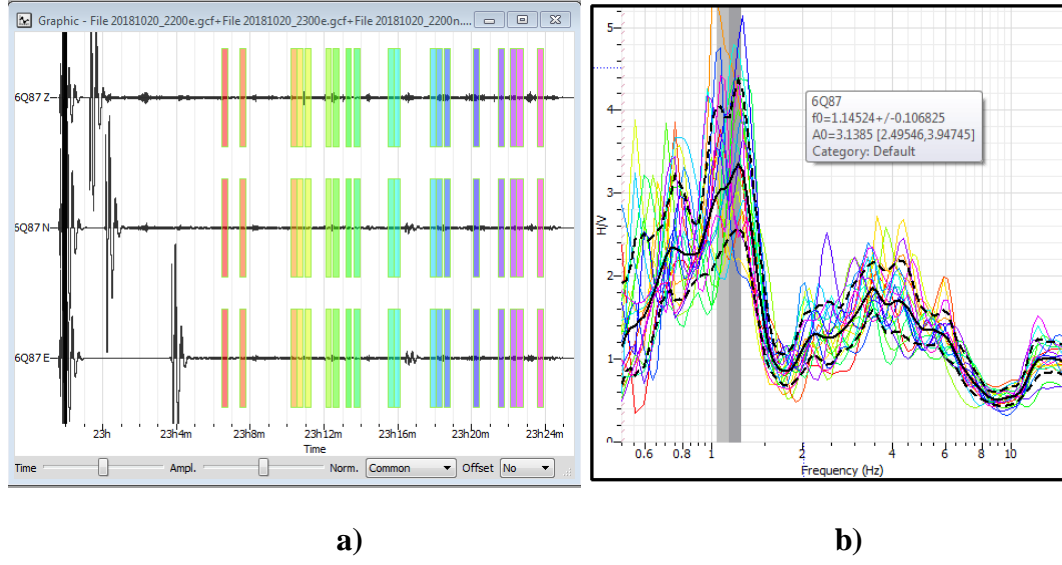 Graphic - File 20181020_2200e.gcf+File 20181020_2300e.gcf+File 20181020_2200n....
6Q87 Z
6Q87 N
6Q87 E
23h 23h4m 23h8m 23h12m 23h16m 23h20m 23h24m
Time
Time Ampl. Norm. Common Offset No
a)
5
4
3
2
1
0
H/V
6Q87
f0=1.14524+/-0.106825
A0=3.1385 [2.49546,3.94745]
Category: Default
0.6 0.8 1 2 4 6 8 10
Frequency (Hz)
b)